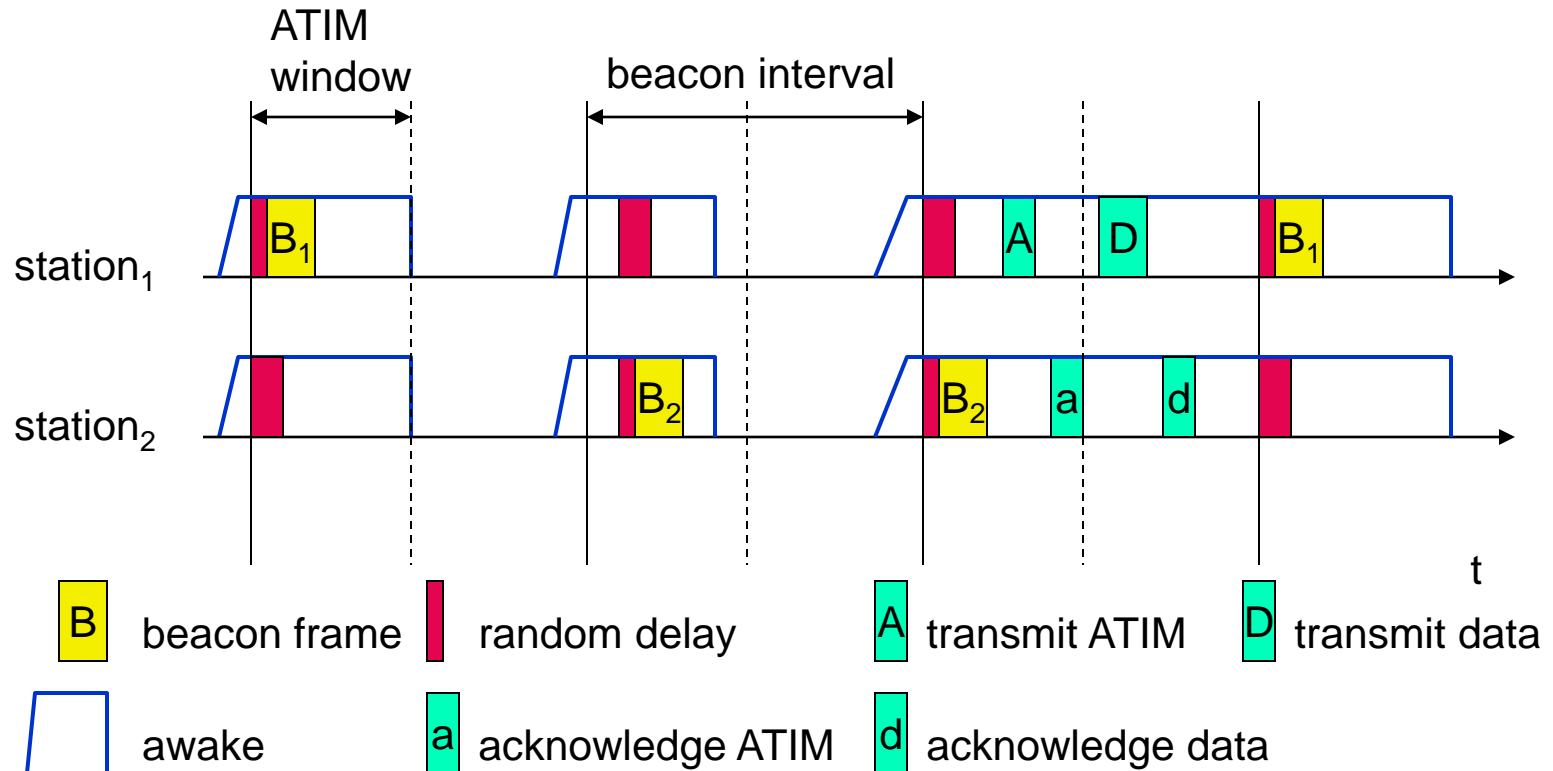 ATIM
window
beacon interval
station₁
B₁
A
D
B₁
station₂
B₂
B₂
a
d
t
B beacon frame
random delay
A transmit ATIM
D transmit data
awake
a acknowledge ATIM
d acknowledge data